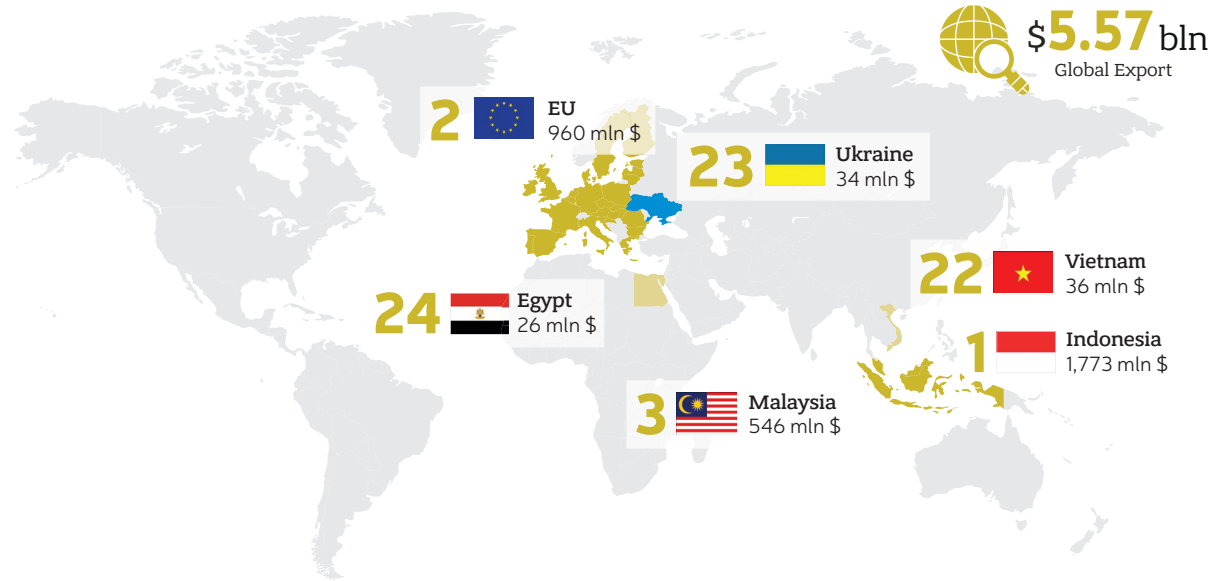 $5.57 bln
Global Export
2
EU
960 mln $
23
Ukraine
34 mln $
22
Vietnam
36 mln $
24
Egypt
26 mln $
1
Indonesia
1,773 mln $
3
Malaysia
546 mln $